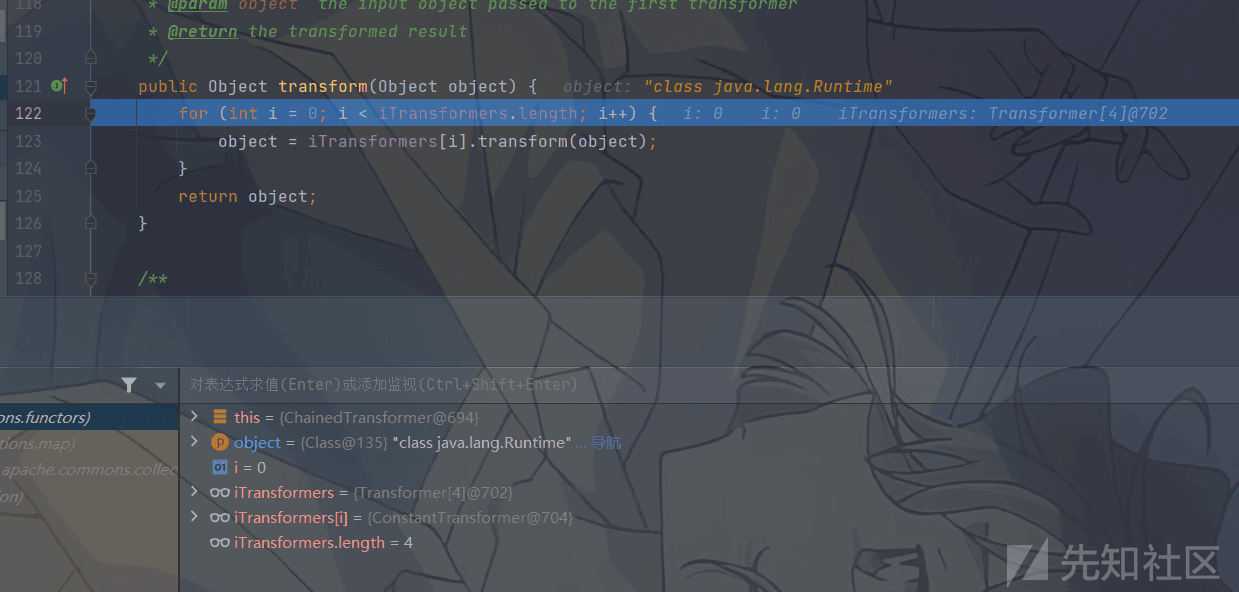 118 * @param object the input object passed to the first transformer
119 * @return the transformed result
120 */
121 public Object transform(Object object) { object: "class java.lang.Runtime"
122 for (int i = 0; i < iTransformers.length; i++) { i: 0 i: 0 iTransformers: Transformer[4]@702
123 object = iTransformers[i].transform(object);
124 }
125 return object;
126 }
127
128 /**
对表达式求值(Enter)或添加监视(Ctrl+Shift+Enter)
ons.functors)
tions.map)
apache.commons.collec
on)
this = {ChainedTransformer@694}
object = {Class@135} "class java.lang.Runtime" ... 导航
i = 0
iTransformers = {Transformer[4]@702}
iTransformers[i] = {ConstantTransformer@704}
iTransformers.length = 4
先知社区